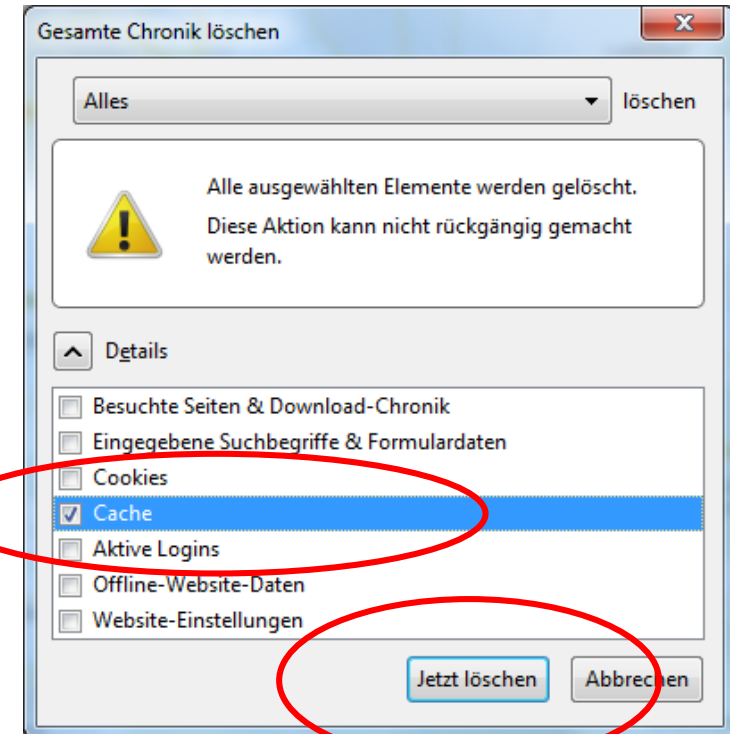 Gesamte Chronik löschen
Alles löschen
Alle ausgewählten Elemente werden gelöscht.
Diese Aktion kann nicht rückgängig gemacht
werden.
Details
Besuchte Seiten & Download-Chronik
Eingegebene Suchbegriffe & Formulardaten
Cookies
Cache
Aktive Logins
Offline-Website-Daten
Website-Einstellungen
Jetzt löschen Abbrechen